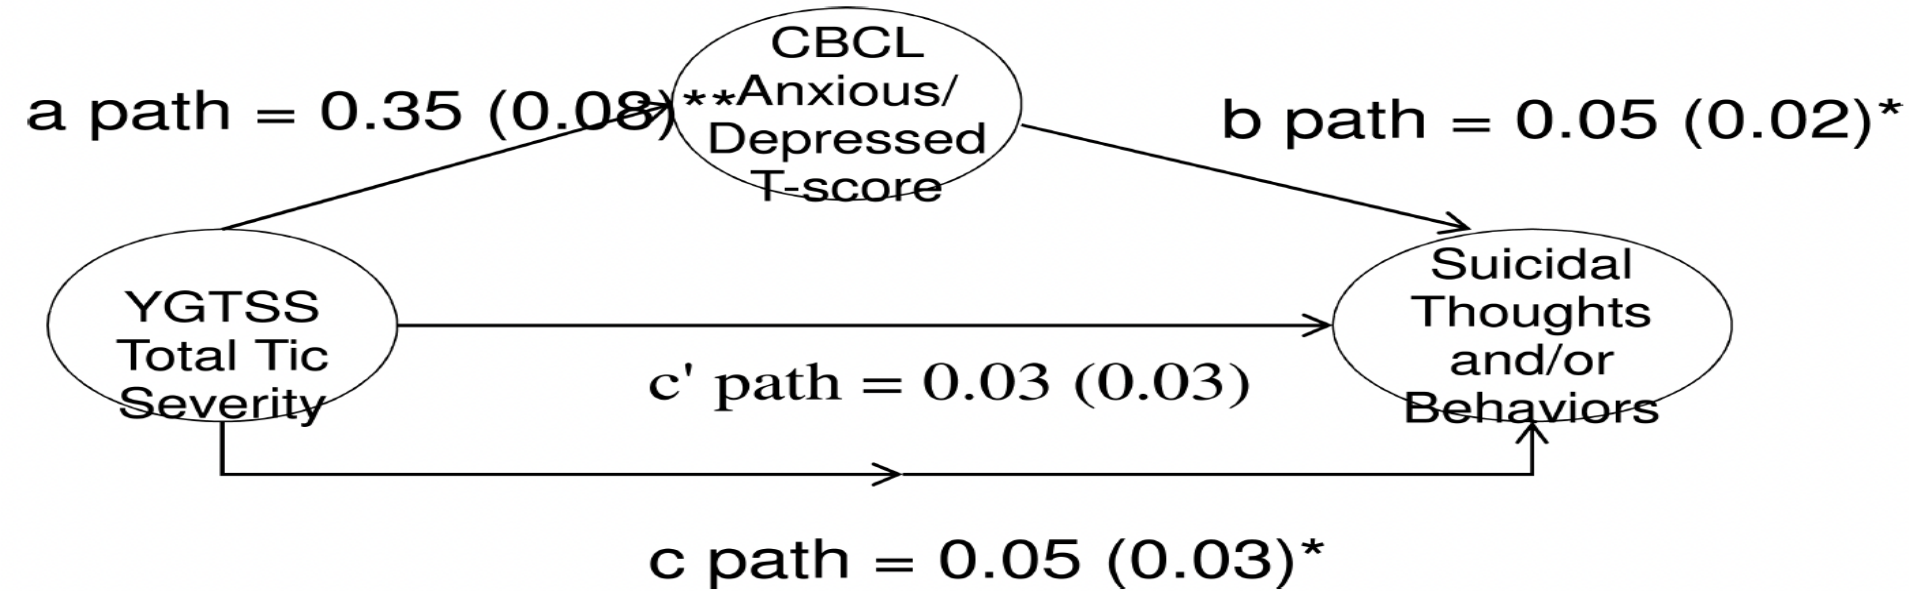 CBCL
Anxious/
Depressed
T-score
a path = 0.35 (0.08)**
b path = 0.05 (0.02)*
YGTSS
Total Tic
Severity
Suicidal
Thoughts
and/or
Behaviors
c' path = 0.03 (0.03)
c path = 0.05 (0.03)*